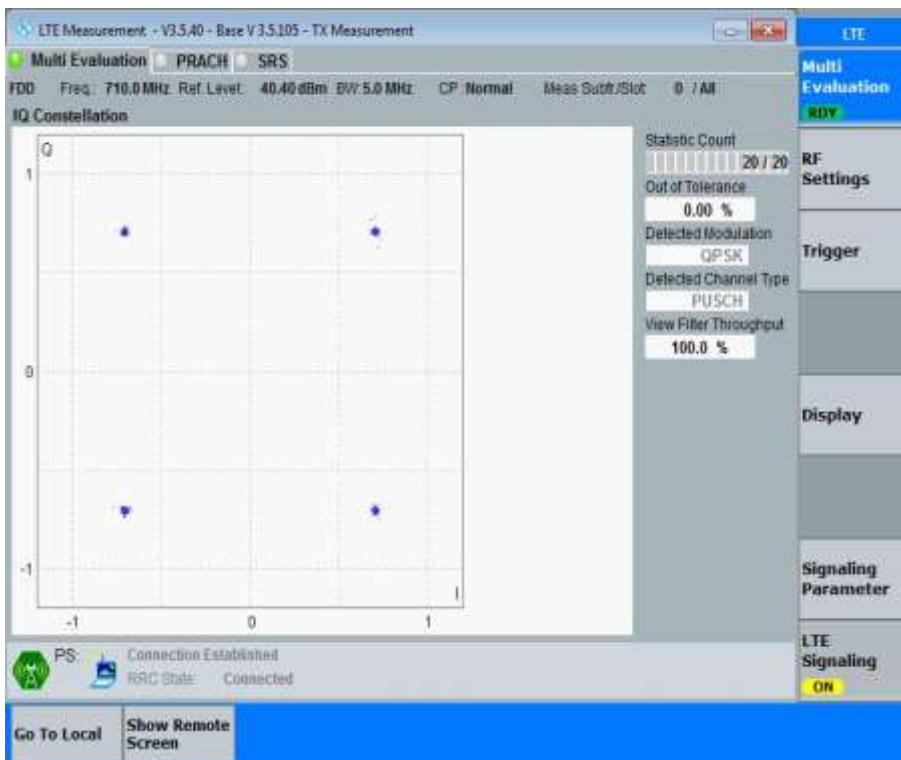 LTE Measurement - V3.5.40 - Base V 3.5.105 - TX Measurement
LTE
Multi Evaluation PRACH SRS
Multi
Evaluation
RDY
FDD Freq.: 710.0 MHz Ref. Level: 40.40 dBm BW: 5.0 MHz CP: Normal Meas Subfr./Slot: 0 / All
IQ Constellation
Q
1
0
-1
-1
0
1
I
Statistic Count
20 / 20
Out of Tolerance
0.00 %
Detected Modulation
QPSK
Detected Channel Type
PUSCH
View Filter Throughput
100.0 %
RF
Settings
Trigger
Display
Signaling
Parameter
LTE
Signaling
ON
PS:
Connection Established
RRC State: Connected
Go To Local
Show Remote
Screen